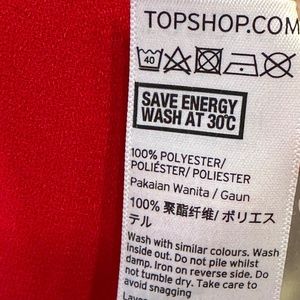 TOPSHOP.COM
40
SAVE ENERGY
WASH AT 30°C
100% POLYESTER/
POLIÉSTER/ POLIESTER
Pakaian Wanita / Gaun
100% 聚酯纤维/ ポリエス
テル
Wash with similar colours. Wash
inside out. Do not pile whilst
damp. Iron on reverse side. Do
not tumble dry. Take care to
avoid snagging